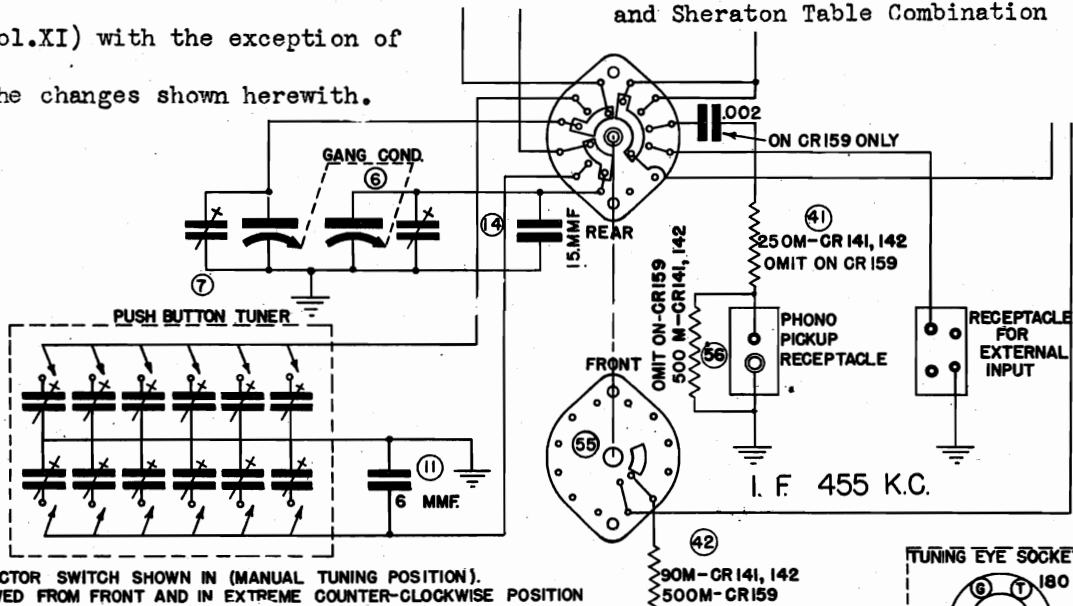 and Sheraton Table Combination
ol.XI) with the exception of
he changes shown herewith.
.002
ON CR159 ONLY
GANG COND.
6
14
15.MMF
REAR
41
250M-CR 141, 142
OMIT ON CR159
7
OMIT ON-CR159
500 M-CR141, 142
56
PHONO
PICKUP
RECEPTACLE
RECEPTACLE
FOR
EXTERNAL
INPUT
PUSH BUTTON TUNER
FRONT
55
11
6 MMF.
I. F. 455 K.C.
42
90M-CR 141, 142
500M-CR159
TUNING EYE SOCKE
G T 180
CTOR SWITCH SHOWN IN (MANUAL TUNING POSITION).
WED FROM FRONT AND IN EXTREME COUNTER-CLOCKWISE POSITION